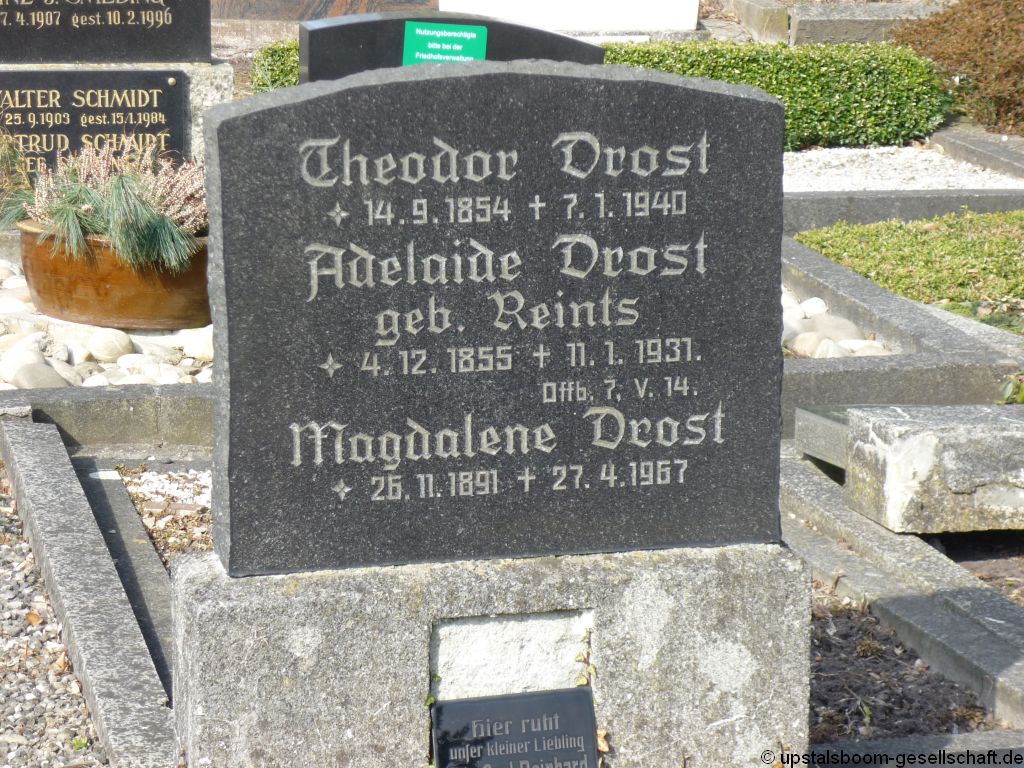 7.4.1907 gest. 10.2.1996
Nutzungsberechtigte
bitte bei der
Friedhofsverwaltung
WALTER SCHMIDT
25.9.1903 gest. 15.1.1984
SCHMIDT
Theodor Drost
✧ 14. 9. 1854 ✝ 7. 1. 1940
Adelaide Drost
geb. Reints
✧ 4. 12. 1855 ✝ 11. 1. 1931.
Offb. 7, V. 14.
Magdalene Drost
✧ 26. 11. 1891 ✝ 27. 4. 1967
Hier ruht
unser kleiner Liebling
Reinhard
© upstalsboom-gesellschaft.de